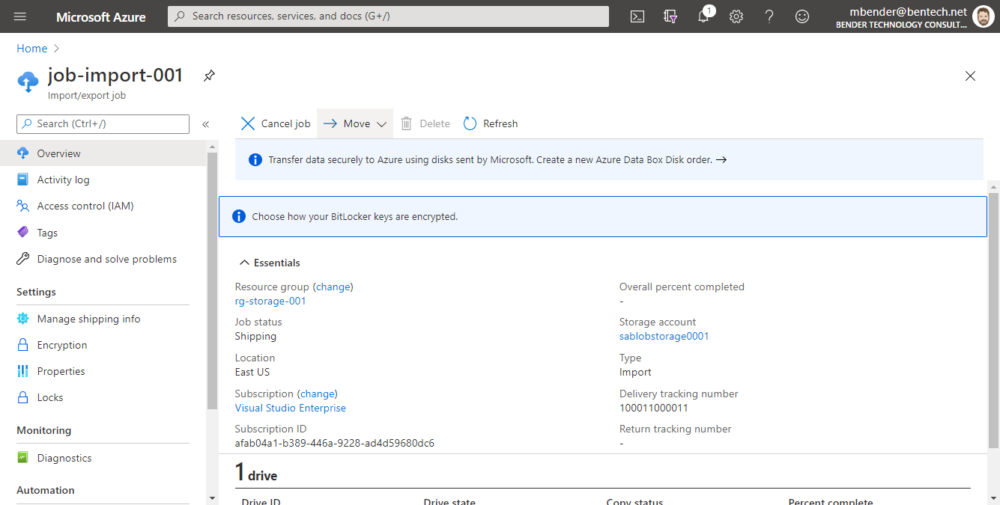 Microsoft Azure
Search resources, services, and docs (G+/)
1
mbender@bentech.net
BENDER TECHNOLOGY CONSULT...
Home
job-import-001
Import/export job
Search (Ctrl+/)
«
Overview
Activity log
Access control (IAM)
Tags
Diagnose and solve problems
Settings
Manage shipping info
Encryption
Properties
Locks
Monitoring
Diagnostics
Automation
Cancel job
Move
Delete
Refresh
Transfer data securely to Azure using disks sent by Microsoft. Create a new Azure Data Box Disk order. →
Choose how your BitLocker keys are encrypted.
Essentials
Resource group (change)
rg-storage-001
Job status
Shipping
Location
East US
Subscription (change)
Visual Studio Enterprise
Subscription ID
afab04a1-b389-446a-9228-ad4d59680dc6
Overall percent completed
-
Storage account
sablobstorage0001
Type
Import
Delivery tracking number
100011000011
Return tracking number
-
1 drive
Drive ID
Drive state
Copy status
Percent complete